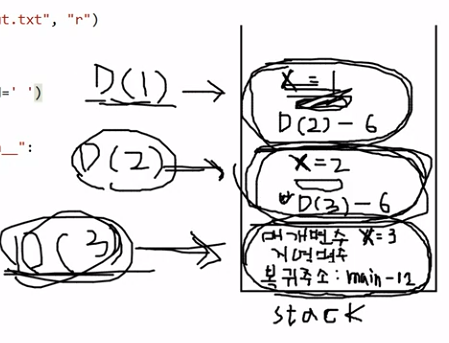 ut.txt", "r")
=' ')
__":
D(1)
x = 1
D(2) - 6
D(2)
x = 2
D(3) - 6
D(3)
매개변수 x=3
지역변수
복귀주소: main-12
stack